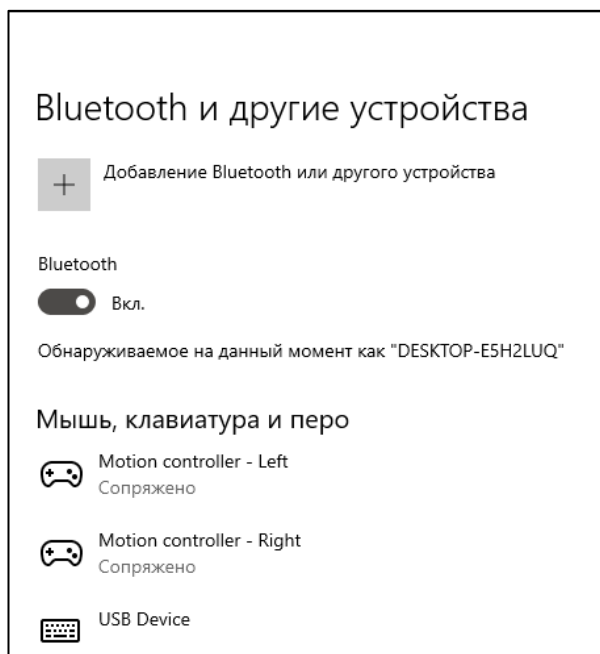 Bluetooth и другие устройства
Добавление Bluetooth или другого устройства
Bluetooth
Вкл.
Обнаруживаемое на данный момент как "DESKTOP-E5H2LUQ"
Мышь, клавиатура и перо
Motion controller - Left
Сопряжено
Motion controller - Right
Сопряжено
USB Device